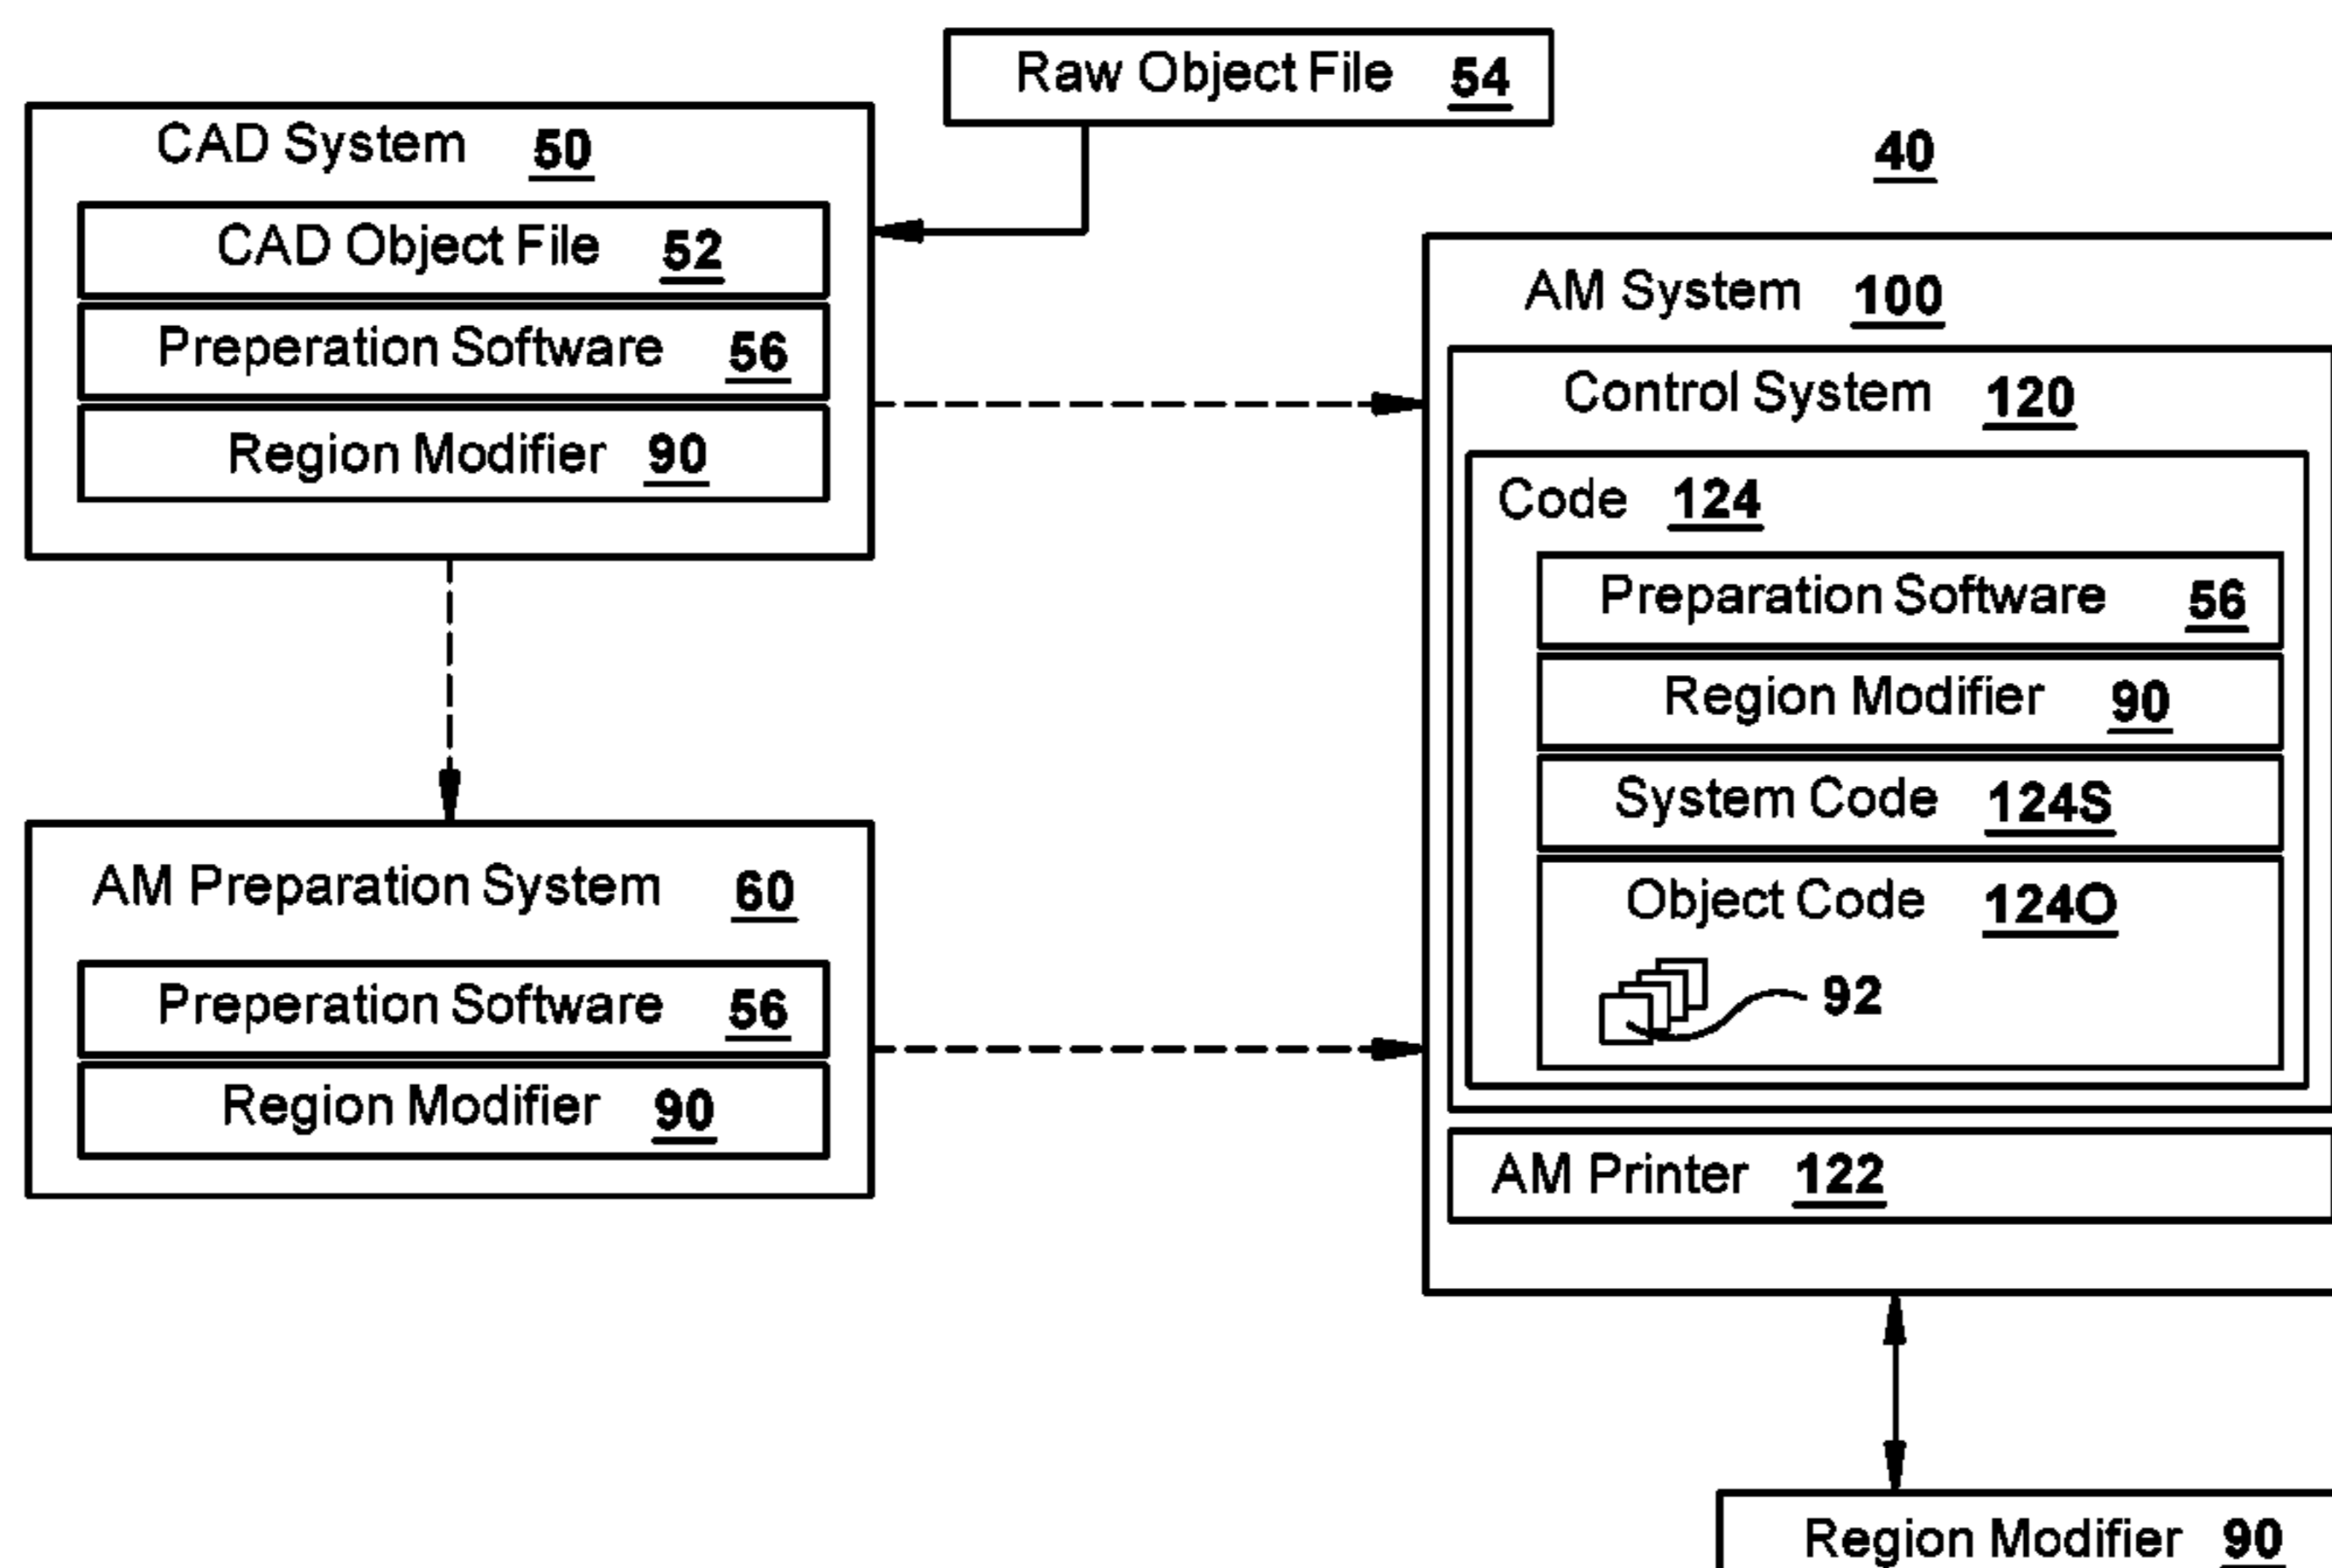 Raw Object File 54
CAD System 50
CAD Object File 52
Preperation Software 56
Region Modifier 90
40
AM System 100
Control System 120
Code 124
Preparation Software 56
Region Modifier 90
System Code 124S
Object Code 124O
92
AM Printer 122
AM Preparation System 60
Preperation Software 56
Region Modifier 90
Region Modifier 90